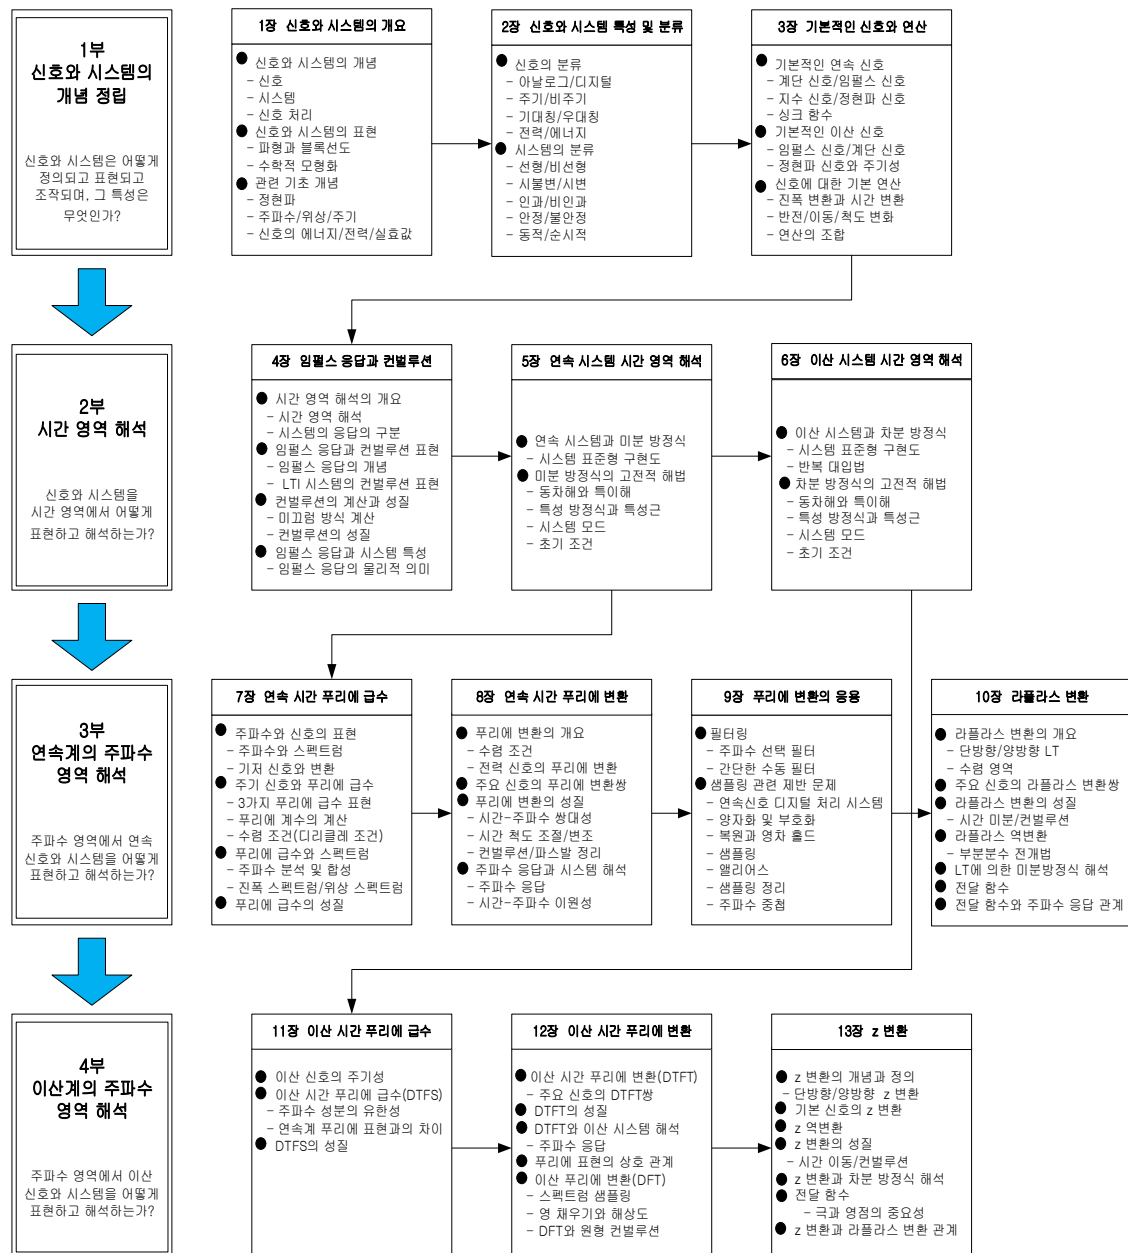 1부
신호와 시스템의
개념 정립
신호와 시스템은 어떻게
정의되고 표현되고
조작되며, 그 특성은
무엇인가?
1장 신호와 시스템의 개요
● 신호와 시스템의 개념
- 신호
- 시스템
- 신호 처리
● 신호와 시스템의 표현
- 파형과 블록선도
- 수학적 모형화
● 관련 기초 개념
- 정현파
- 주파수/위상/주기
- 신호의 에너지/전력/실효값
2장 신호와 시스템 특성 및 분류
● 신호의 분류
- 아날로그/디지털
- 주기/비주기
- 기대칭/우대칭
- 전력/에너지
● 시스템의 분류
- 선형/비선형
- 시불변/시변
- 인과/비인과
- 안정/불안정
- 동적/순시적
3장 기본적인 신호와 연산
● 기본적인 연속 신호
- 계단 신호/임펄스 신호
- 지수 신호/정현파 신호
- 싱크 함수
● 기본적인 이산 신호
- 임펄스 신호/계단 신호
- 정현파 신호와 주기성
● 신호에 대한 기본 연산
- 진폭 변환과 시간 변환
- 반전/이동/척도 변화
- 연산의 조합
2부
시간 영역 해석
신호와 시스템을
시간 영역에서 어떻게
표현하고 해석하는가?
4장 임펄스 응답과 컨벌루션
● 시간 영역 해석의 개요
- 시간 영역 해석
- 시스템의 응답의 구분
● 임펄스 응답과 컨벌루션 표현
- 임펄스 응답의 개념
- LTI 시스템의 컨벌루션 표현
● 컨벌루션의 계산과 성질
- 미끄럼 방식 계산
- 컨벌루션의 성질
● 임펄스 응답과 시스템 특성
- 임펄스 응답의 물리적 의미
5장 연속 시스템 시간 영역 해석
● 연속 시스템과 미분 방정식
- 시스템 표준형 구현도
● 미분 방정식의 고전적 해법
- 동차해와 특이해
- 특성 방정식과 특성근
- 시스템 모드
- 초기 조건
6장 이산 시스템 시간 영역 해석
● 이산 시스템과 차분 방정식
- 시스템 표준형 구현도
- 반복 대입법
● 차분 방정식의 고전적 해법
- 동차해와 특이해
- 특성 방정식과 특성근
- 시스템 모드
- 초기 조건
3부
연속계의 주파수
영역 해석
주파수 영역에서 연속
신호와 시스템을 어떻게
표현하고 해석하는가?
7장 연속 시간 푸리에 급수
● 주파수와 신호의 표현
- 주파수와 스펙트럼
- 기저 신호와 변환
● 주기 신호와 푸리에 급수
- 3가지 푸리에 급수 표현
- 푸리에 계수의 계산
- 수렴 조건(디리클레 조건)
● 푸리에 급수와 스펙트럼
- 주파수 분석 및 합성
- 진폭 스펙트럼/위상 스펙트럼
● 푸리에 급수의 성질
8장 연속 시간 푸리에 변환
● 푸리에 변환의 개요
- 수렴 조건
- 전력 신호의 푸리에 변환
● 주요 신호의 푸리에 변환쌍
● 푸리에 변환의 성질
- 시간-주파수 쌍대성
- 시간 척도 조절/변조
- 컨벌루션/파스발 정리
● 주파수 응답과 시스템 해석
- 주파수 응답
- 시간-주파수 이원성
9장 푸리에 변환의 응용
● 필터링
- 주파수 선택 필터
- 간단한 수동 필터
● 샘플링 관련 제반 문제
- 연속신호 디지털 처리 시스템
- 양자화 및 부호화
- 복원과 영차 홀드
- 샘플링
- 앨리어스
- 샘플링 정리
- 주파수 중첩
10장 라플라스 변환
● 라플라스 변환의 개요
- 단방향/양방향 LT
- 수렴 영역
● 주요 신호의 라플라스 변환쌍
● 라플라스 변환의 성질
- 시간 미분/컨벌루션
● 라플라스 역변환
- 부분분수 전개법
● LT에 의한 미분방정식 해석
● 전달 함수
● 전달 함수와 주파수 응답 관계
4부
이산계의 주파수
영역 해석
주파수 영역에서 이산
신호와 시스템을 어떻게
표현하고 해석하는가?
11장 이산 시간 푸리에 급수
● 이산 신호의 주기성
● 이산 시간 푸리에 급수(DTFS)
- 주파수 성분의 유한성
- 연속계 푸리에 표현과의 차이
● DTFS의 성질
12장 이산 시간 푸리에 변환
● 이산 시간 푸리에 변환(DTFT)
- 주요 신호의 DTFT쌍
● DTFT의 성질
● DTFT와 이산 시스템 해석
- 주파수 응답
● 푸리에 표현의 상호 관계
● 이산 푸리에 변환(DFT)
- 스펙트럼 샘플링
- 영 채우기와 해상도
- DFT와 원형 컨벌루션
13장 z 변환
● z 변환의 개념과 정의
- 단방향/양방향 z 변환
● 기본 신호의 z 변환
● z 역변환
● z 변환의 성질
- 시간 이동/컨벌루션
● z 변환과 차분 방정식 해석
● 전달 함수
- 극과 영점의 중요성
● z 변환과 라플라스 변환 관계